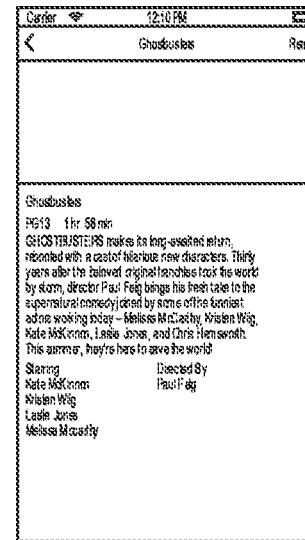 Carrier 12:10 PM
Ghostbusters
Ghostbusters
PG13 1 hr 56 min
GHOSTBUSTERS makes its long-awaited return,
rebooted with a cast of hilarious new characters. Thirty
years after the beloved original franchise took the world
by storm, director Paul Feig brings his fresh take to the
supernatural comedy joined by some of the funniest
actors working today – Melissa McCarthy, Kristen Wiig,
Kate McKinnon, Leslie Jones, and Chris Hemsworth.
This summer, they're here to save the world!
Starring Directed By
Kate McKinnon Paul Feig
Kristen Wiig
Leslie Jones
Melissa Mccarthy